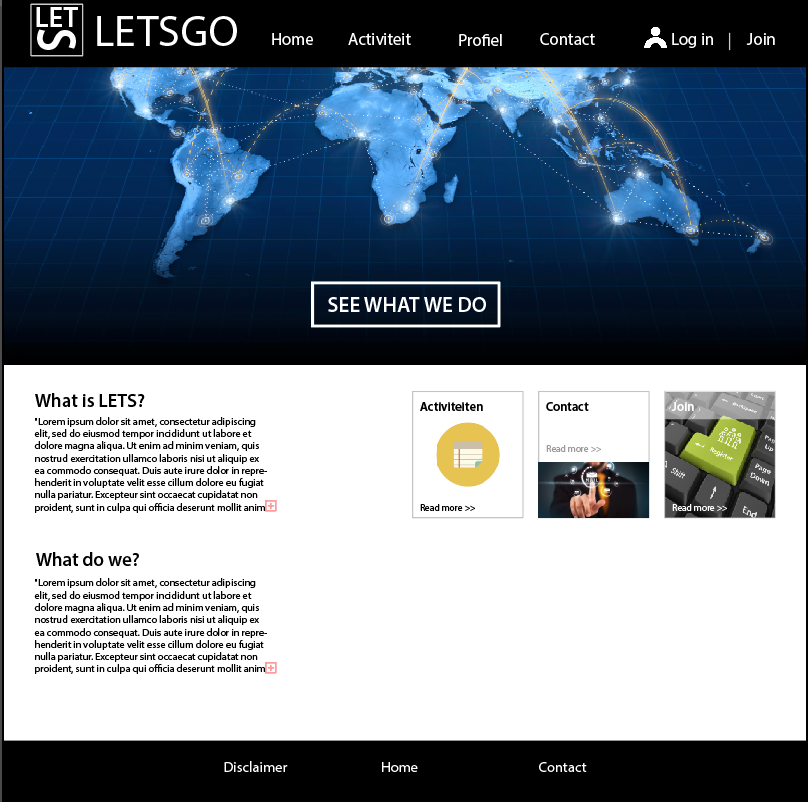 LET
S
LETSGO
Home Activiteit Profiel Contact Log in | Join
SEE WHAT WE DO
What is LETS?
"Lorem ipsum dolor sit amet, consectetur adipiscing
elit, sed do eiusmod tempor incididunt ut labore et
dolore magna aliqua. Ut enim ad minim veniam, quis
nostrud exercitation ullamco laboris nisi ut aliquip ex
ea commodo consequat. Duis aute irure dolor in repre-
henderit in voluptate velit esse cillum dolore eu fugiat
nulla pariatur. Excepteur sint occaecat cupidatat non
proident, sunt in culpa qui officia deserunt mollit anim
What do we?
"Lorem ipsum dolor sit amet, consectetur adipiscing
elit, sed do eiusmod tempor incididunt ut labore et
dolore magna aliqua. Ut enim ad minim veniam, quis
nostrud exercitation ullamco laboris nisi ut aliquip ex
ea commodo consequat. Duis aute irure dolor in repre-
henderit in voluptate velit esse cillum dolore eu fugiat
nulla pariatur. Excepteur sint occaecat cupidatat non
proident, sunt in culpa qui officia deserunt mollit anim
Activiteiten
Read more >>
Contact
Read more >>
Join
Register
Shift
Page
Up
Page
Down
End
Read more >>
Disclaimer Home Contact